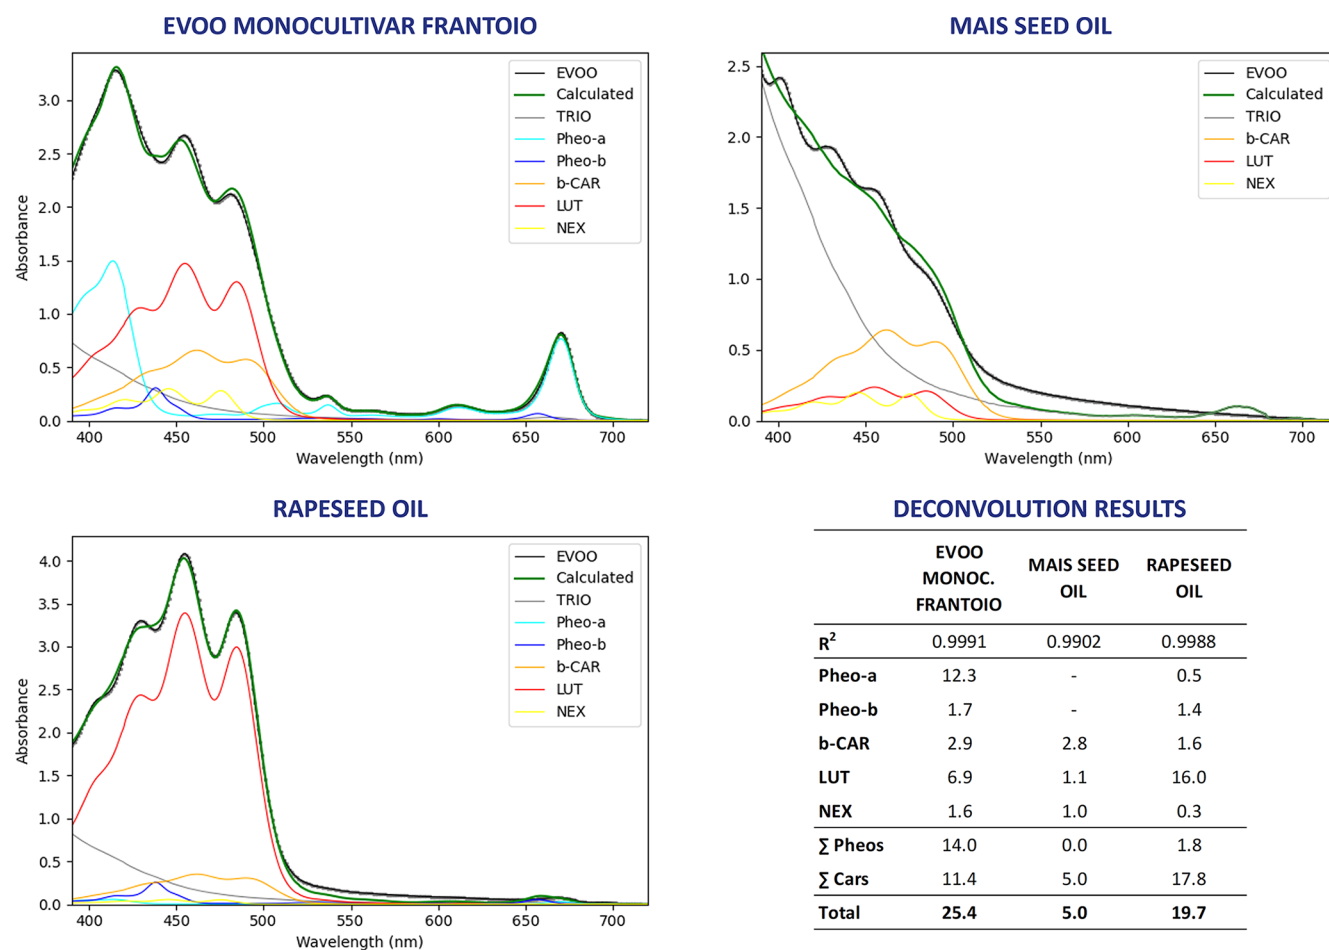 EVOO MONOCULTIVAR FRANTOIO
3.0
2.5
2.0
1.5
1.0
0.5
0.0
Absorbance
400 450 500 550 600 650 700
Wavelength (nm)
EVOO
Calculated
TRIO
Pheo-a
Pheo-b
b-CAR
LUT
NEX
MAIS SEED OIL
2.5
2.0
1.5
1.0
0.5
0.0
400 450 500 550 600 650 700
Wavelength (nm)
EVOO
Calculated
TRIO
b-CAR
LUT
NEX
RAPESEED OIL
4.0
3.5
3.0
2.5
2.0
1.5
1.0
0.5
0.0
Absorbance
400 450 500 550 600 650 700
Wavelength (nm)
EVOO
Calculated
TRIO
Pheo-a
Pheo-b
b-CAR
LUT
NEX
DECONVOLUTION RESULTS
EVOO
MONOC.
FRANTOIO
MAIS SEED
OIL
RAPESEED
OIL
R² 0.9991 0.9902 0.9988
Pheo-a 12.3 - 0.5
Pheo-b 1.7 - 1.4
b-CAR 2.9 2.8 1.6
LUT 6.9 1.1 16.0
NEX 1.6 1.0 0.3
∑ Pheos 14.0 0.0 1.8
∑ Cars 11.4 5.0 17.8
Total 25.4 5.0 19.7